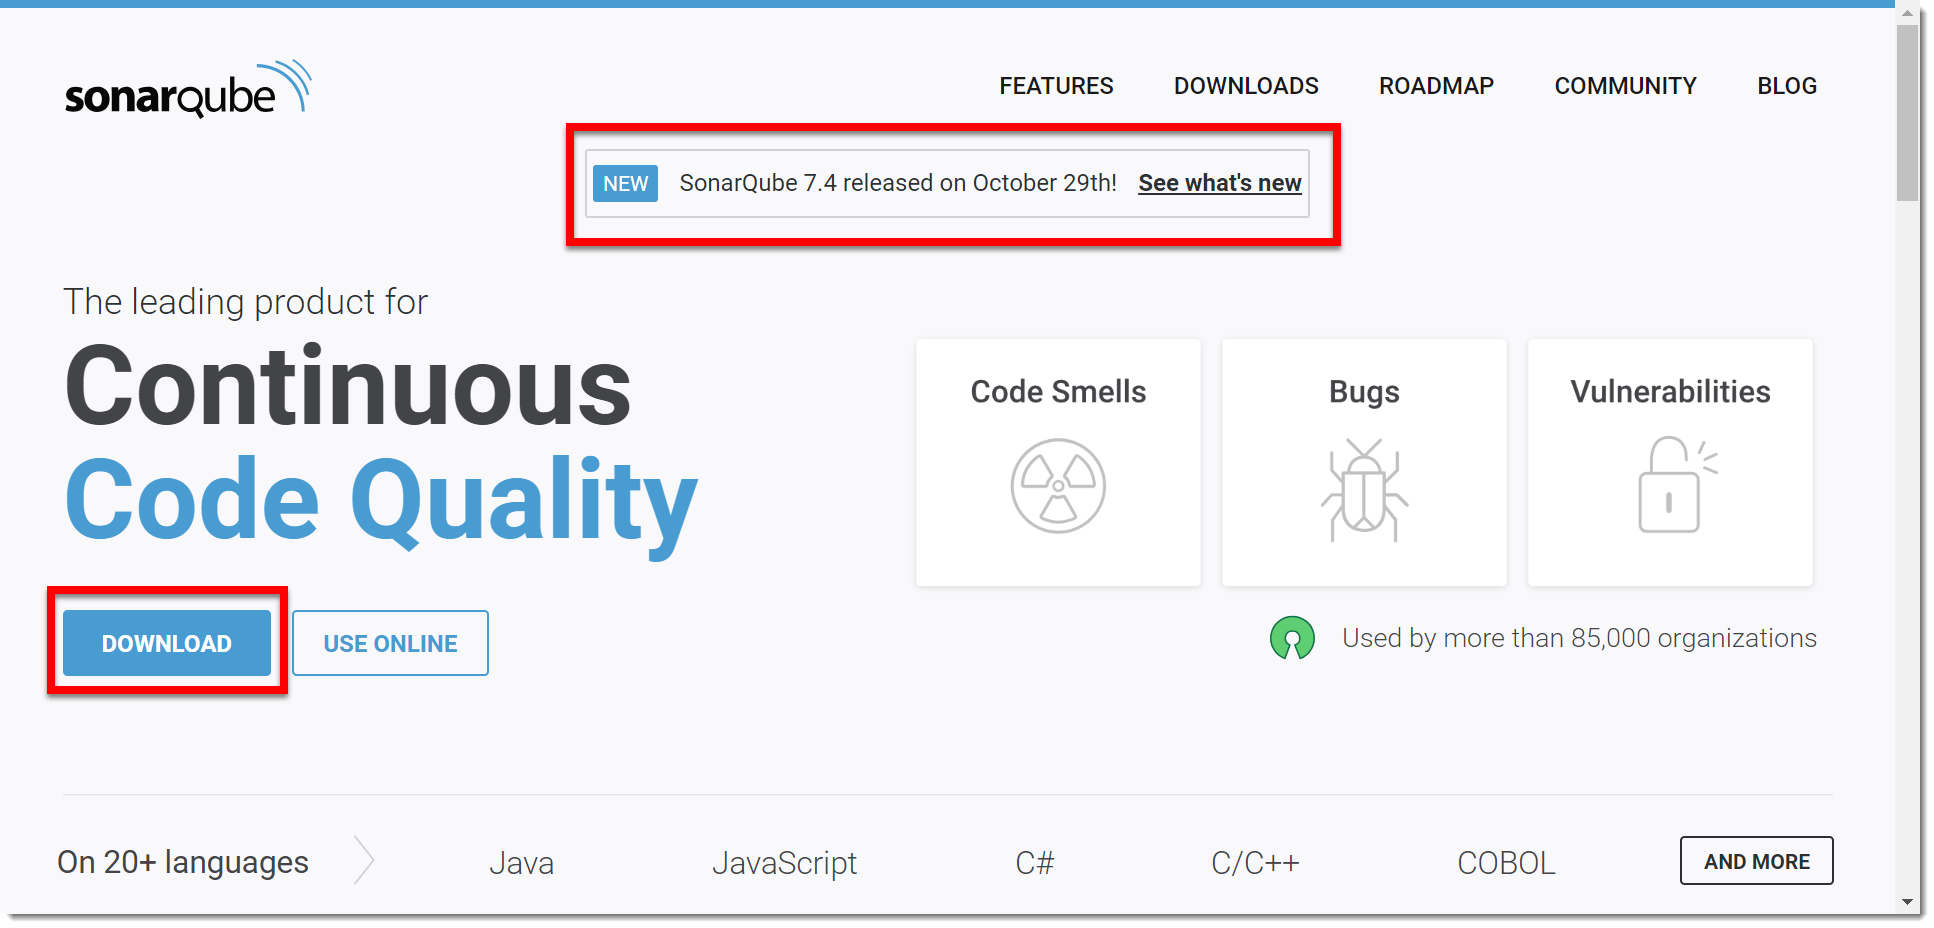 sonarqube
FEATURES DOWNLOADS ROADMAP COMMUNITY BLOG
NEW SonarQube 7.4 released on October 29th! See what's new
The leading product for
Continuous
Code Quality
Code Smells Bugs Vulnerabilities
DOWNLOAD USE ONLINE
Used by more than 85,000 organizations
On 20+ languages Java JavaScript C# C/C++ COBOL AND MORE